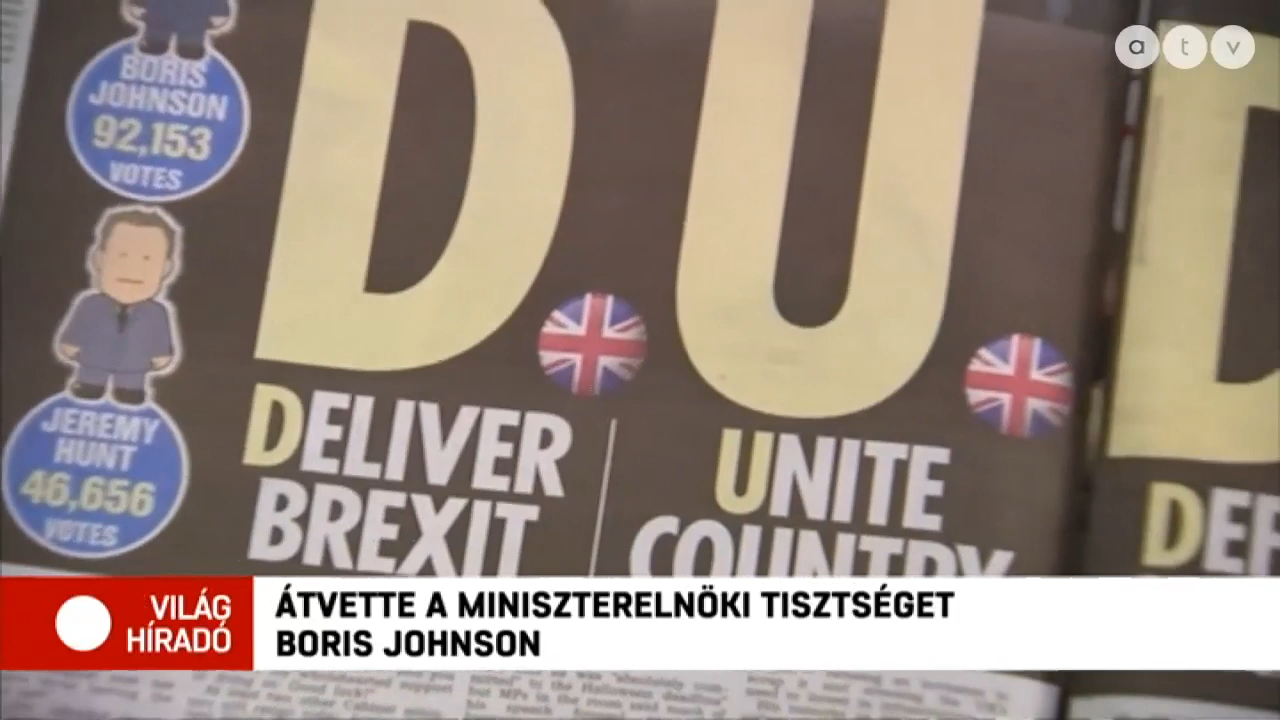 atv
BORIS
JOHNSON
92,153
VOTES
JEREMY
HUNT
46,656
VOTES
D.U.
DELIVER
BREXIT
UNITE
COUNTRY
D
VILÁG
HÍRADÓ
ÁTVETTE A MINISZTERELNÖKI TISZTSÉGET
BORIS JOHNSON